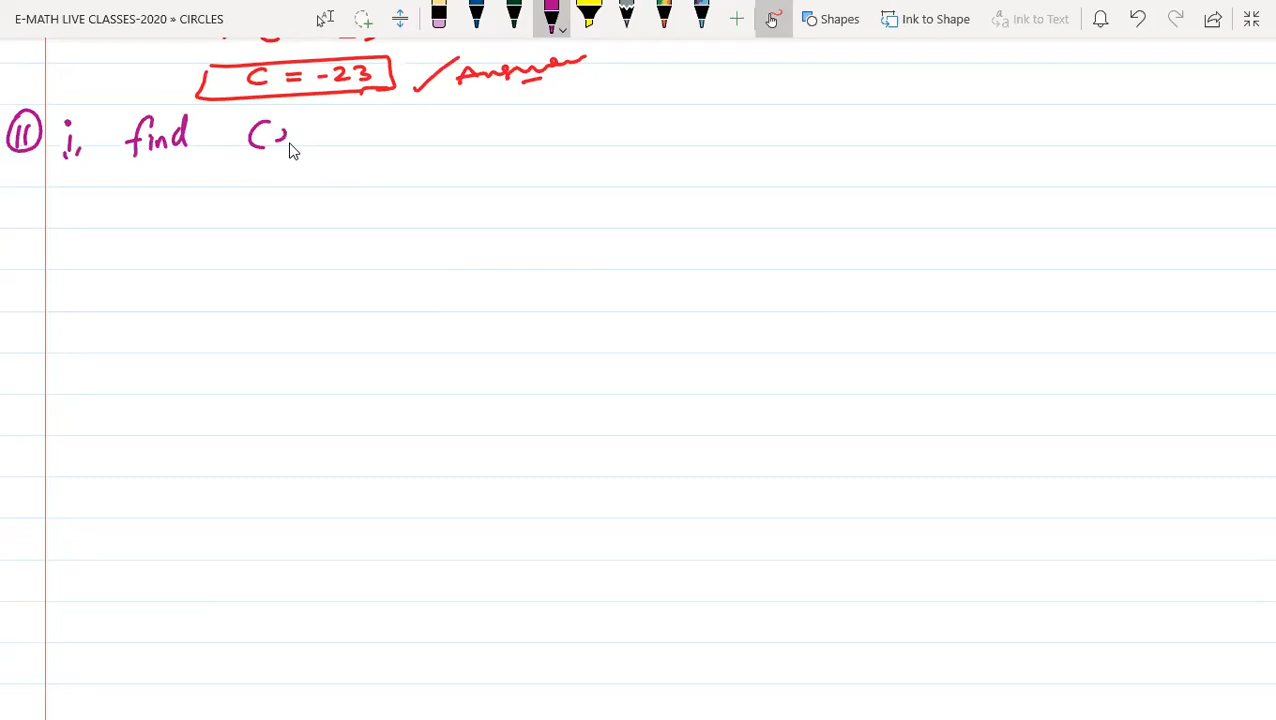 E-MATH LIVE CLASSES-2020 » CIRCLES Shapes Ink to Shape Ink to Text
C = -23 ✓ Answer
11 i, find